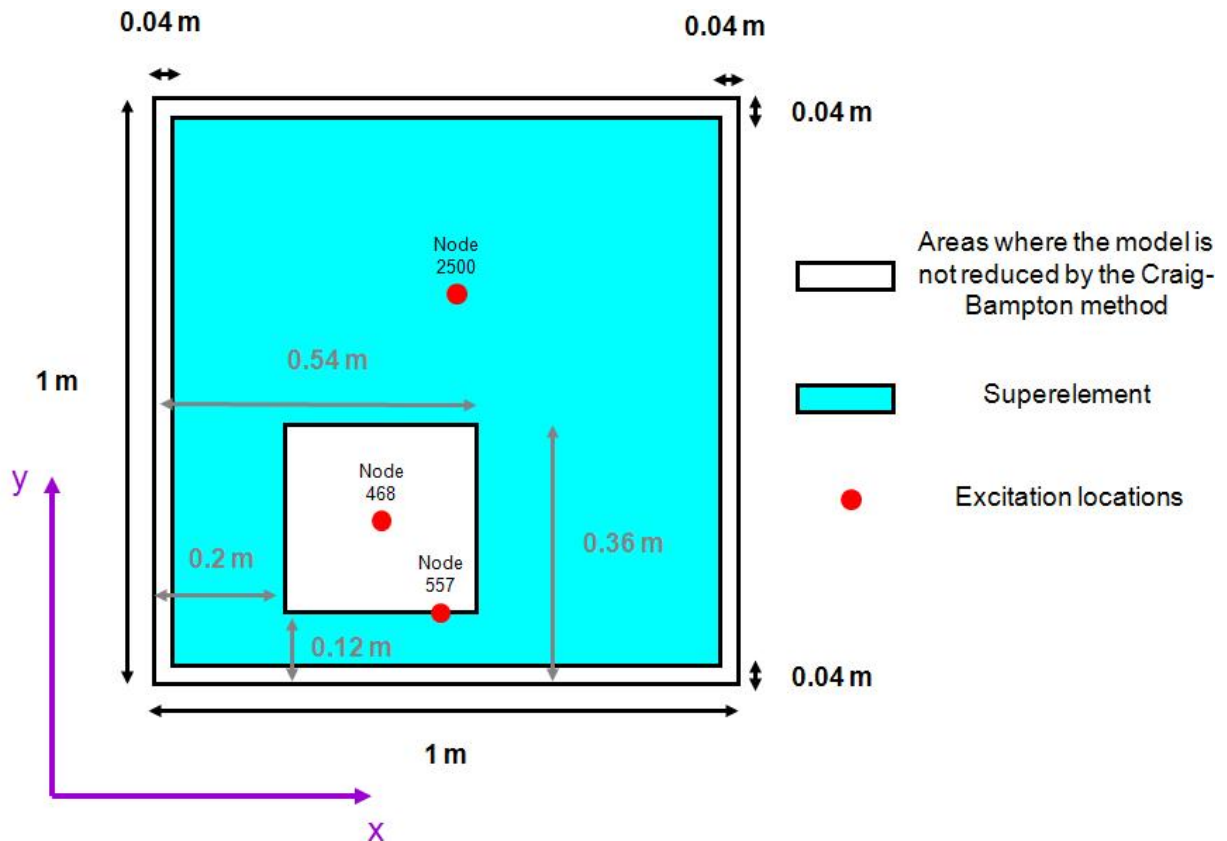 0.04 m
0.04 m
0.04 m
Node
2500
Areas where the model is
not reduced by the Craig-
Bampton method
0.54 m
1 m
Superelement
Node
468
y
Excitation locations
0.2 m
0.36 m
Node
557
0.12 m
0.04 m
1 m
x